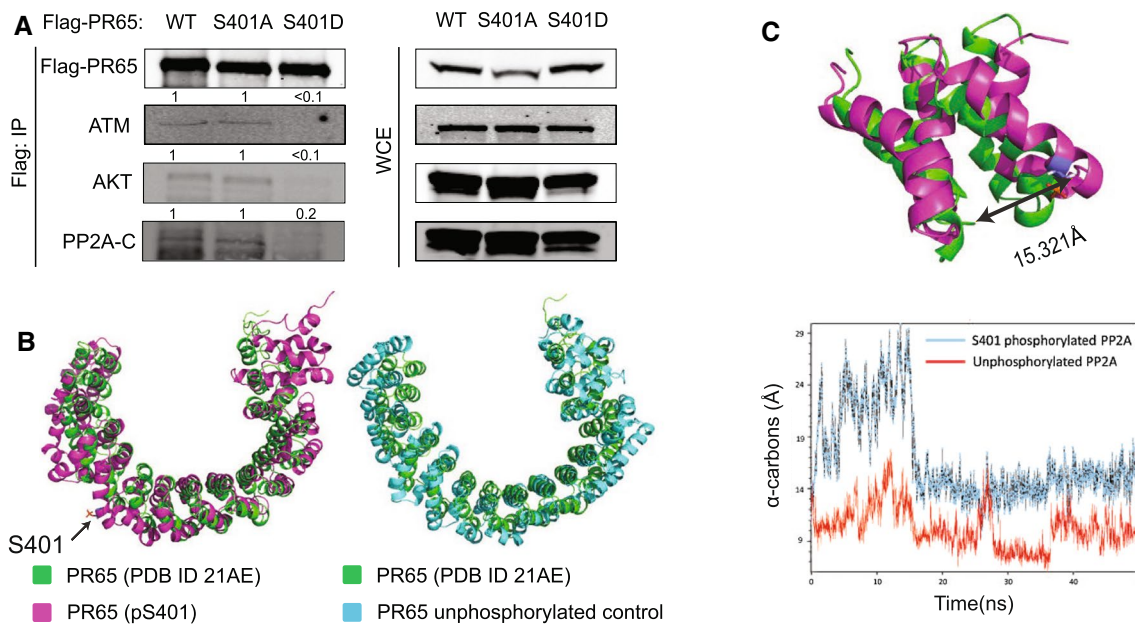 A
Flag-PR65: WT S401A S401D
WT S401A S401D
Flag: IP
Flag-PR65
1 1 <0.1
ATM
1 1 <0.1
AKT
1 1 0.2
PP2A-C
WCE
B
S401
PR65 (PDB ID 21AE)
PR65 (pS401)
PR65 (PDB ID 21AE)
PR65 unphosphorylated control
C
15.321Å
S401 phosphorylated PP2A
Unphosphorylated PP2A
α-carbons (Å)
29
24
19
14
9
0 10 20 30 40
Time(ns)